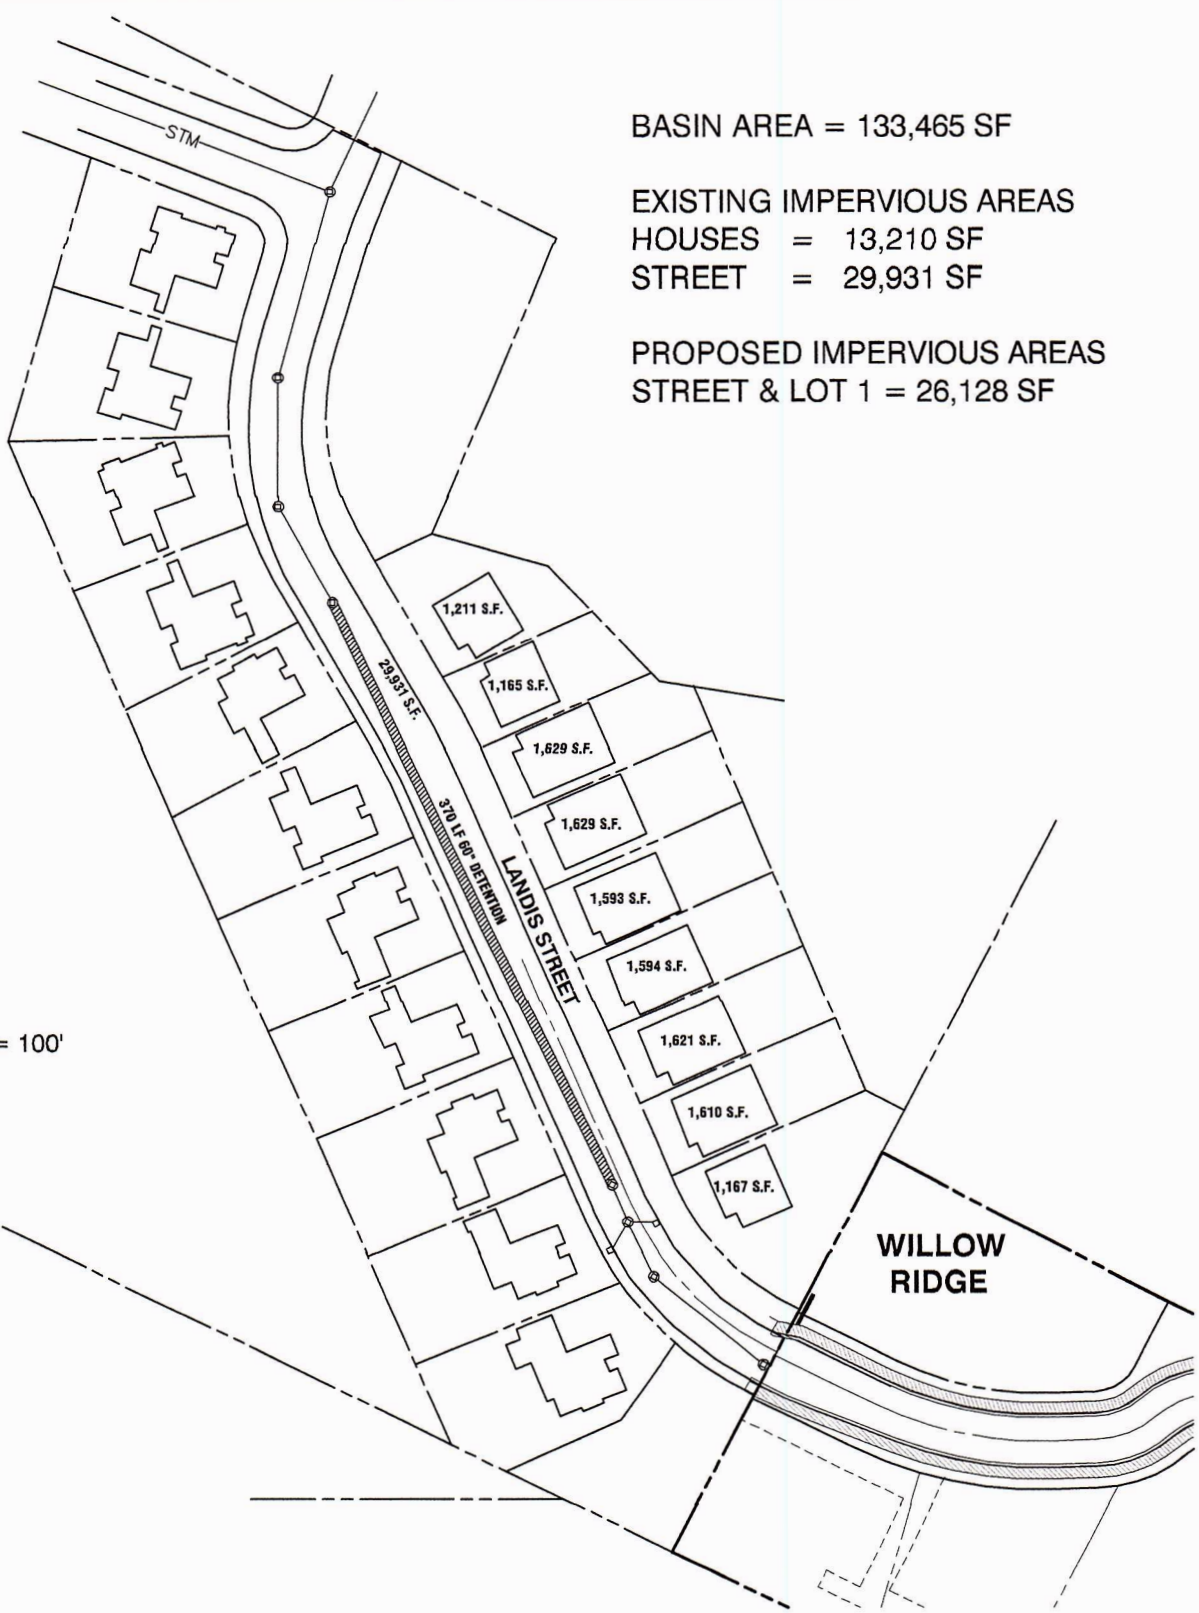 BASIN AREA = 133,465 SF
EXISTING IMPERVIOUS AREAS
HOUSES = 13,210 SF
STREET = 29,931 SF
PROPOSED IMPERVIOUS AREAS
STREET & LOT 1 = 26,128 SF
STM
1,211 S.F.
1,165 S.F.
29,931 S.F.
1,629 S.F.
1,629 S.F.
370 LF 60" DETENTION
LANDIS STREET
1,593 S.F.
1,594 S.F.
= 100'
1,621 S.F.
1,610 S.F.
1,167 S.F.
WILLOW
RIDGE